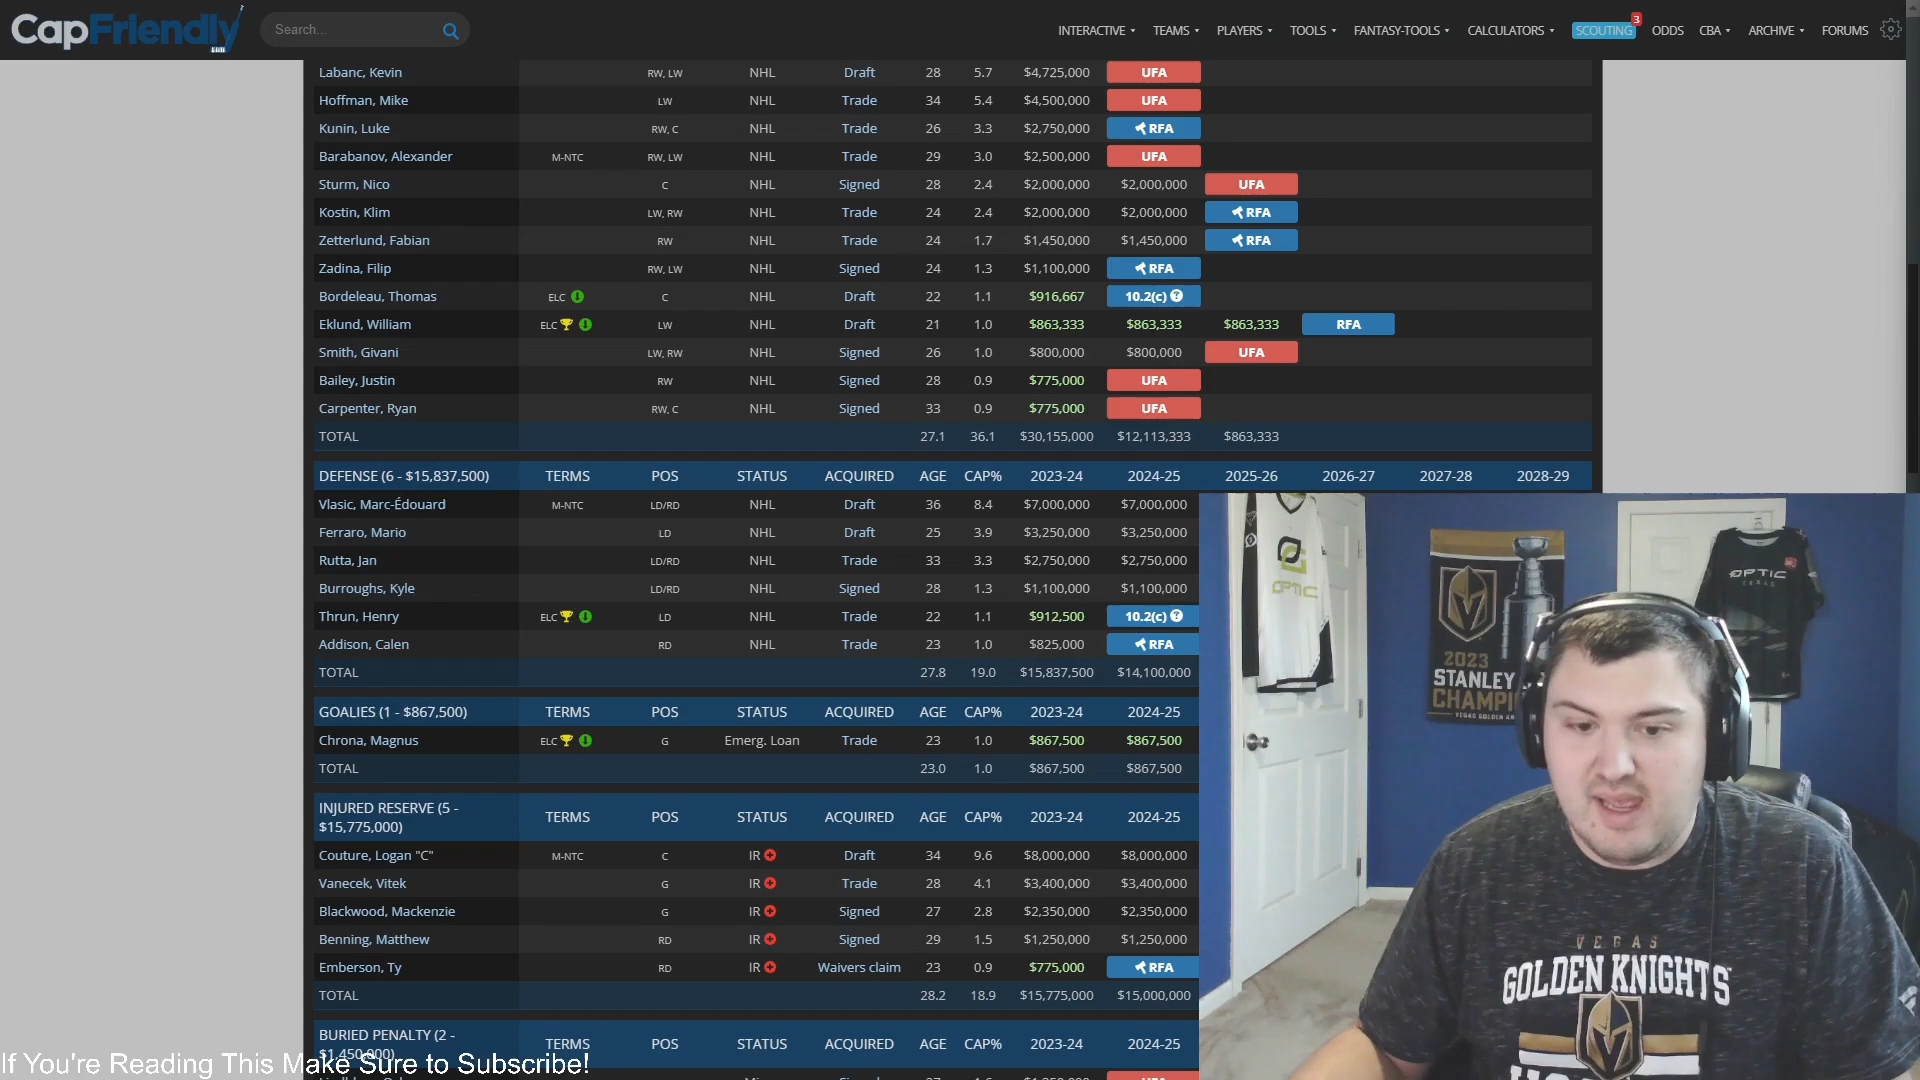 CapFriendly Search... INTERACTIVE TEAMS PLAYERS TOOLS FANTASY-TOOLS CALCULATORS SCOUTING 3 ODDS CBA ARCHIVE FORUMS
Labanc, Kevin RW, LW NHL Draft 28 5.7 $4,725,000 UFA
Hoffman, Mike LW NHL Trade 34 5.4 $4,500,000 UFA
Kunin, Luke RW, C NHL Trade 26 3.3 $2,750,000 RFA
Barabanov, Alexander M-NTC RW, LW NHL Trade 29 3.0 $2,500,000 UFA
Sturm, Nico C NHL Signed 28 2.4 $2,000,000 $2,000,000 UFA
Kostin, Klim LW, RW NHL Trade 24 2.4 $2,000,000 $2,000,000 RFA
Zetterlund, Fabian RW NHL Trade 24 1.7 $1,450,000 $1,450,000 RFA
Zadina, Filip RW, LW NHL Signed 24 1.3 $1,100,000 RFA
Bordeleau, Thomas ELC C NHL Draft 22 1.1 $916,667 10.2(c) ?
Eklund, William ELC LW NHL Draft 21 1.0 $863,333 $863,333 $863,333 RFA
Smith, Givani LW, RW NHL Signed 26 1.0 $800,000 $800,000 UFA
Bailey, Justin RW NHL Signed 28 0.9 $775,000 UFA
Carpenter, Ryan RW, C NHL Signed 33 0.9 $775,000 UFA
TOTAL 27.1 36.1 $30,155,000 $12,113,333 $863,333
DEFENSE (6 - $15,837,500) TERMS POS STATUS ACQUIRED AGE CAP% 2023-24 2024-25 2025-26 2026-27 2027-28 2028-29
Vlasic, Marc-Édouard M-NTC LD/RD NHL Draft 36 8.4 $7,000,000 $7,000,000
Ferraro, Mario LD NHL Draft 25 3.9 $3,250,000 $3,250,000
Rutta, Jan LD/RD NHL Trade 33 3.3 $2,750,000 $2,750,000
Burroughs, Kyle LD/RD NHL Signed 28 1.3 $1,100,000 $1,100,000
Thrun, Henry ELC LD NHL Trade 22 1.1 $912,500 10.2(c) ?
Addison, Calen RD NHL Trade 23 1.0 $825,000 RFA
TOTAL 27.8 19.0 $15,837,500 $14,100,000
GOALIES (1 - $867,500) TERMS POS STATUS ACQUIRED AGE CAP% 2023-24 2024-25
Chrona, Magnus ELC G Emerg. Loan Trade 23 1.0 $867,500 $867,500
TOTAL 23.0 1.0 $867,500 $867,500
INJURED RESERVE (5 -
$15,775,000) TERMS POS STATUS ACQUIRED AGE CAP% 2023-24 2024-25
Couture, Logan "C" M-NTC C IR Draft 34 9.6 $8,000,000 $8,000,000
Vanecek, Vitek G IR Trade 28 4.1 $3,400,000 $3,400,000
Blackwood, Mackenzie G IR Signed 27 2.8 $2,350,000 $2,350,000
Benning, Matthew RD IR Signed 29 1.5 $1,250,000 $1,250,000
Emberson, Ty RD IR Waivers claim 23 0.9 $775,000 RFA
TOTAL 28.2 18.9 $15,775,000 $15,000,000
BURIED PENALTY (2 -
$1,450,000) TERMS POS STATUS ACQUIRED AGE CAP% 2023-24 2024-25
If You're Reading This Make Sure to Subscribe!
OPTIC
OPTIC
TEXAS
2023
STANLEY
VEGAS
GOLDEN KNIGHTS